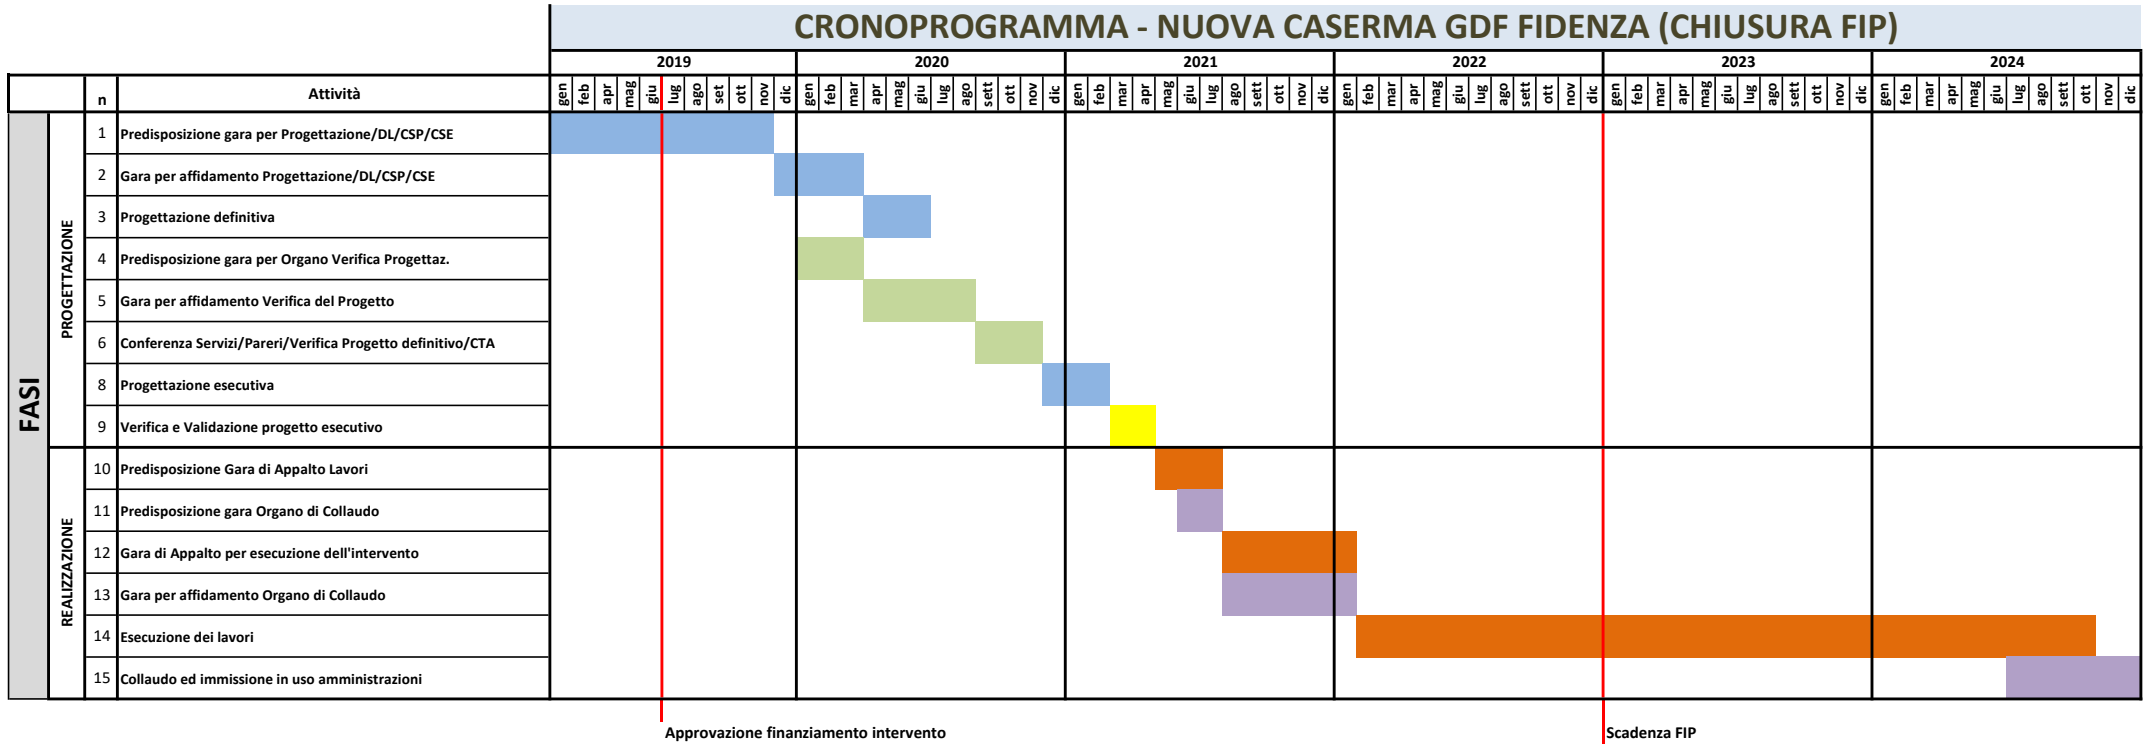 CRONOPROGRAMMA - NUOVA CASERMA GDF FIDENZA (CHIUSURA FIP)
2019 2020 2021 2022 2023 2024
n Attività gen feb apr mag giu lug ago set ott nov dic gen feb mar apr mag giu lug ago sett ott nov dic gen feb mar apr mag giu lug ago sett ott nov dic gen feb mar apr mag giu lug ago sett ott nov dic gen feb mar apr mag giu lug ago sett ott nov dic gen feb mar apr mag giu lug ago sett ott nov dic
FASI
PROGETTAZIONE
1 Predisposizione gara per Progettazione/DL/CSP/CSE
2 Gara per affidamento Progettazione/DL/CSP/CSE
3 Progettazione definitiva
4 Predisposizione gara per Organo Verifica Progettaz.
5 Gara per affidamento Verifica del Progetto
6 Conferenza Servizi/Pareri/Verifica Progetto definitivo/CTA
8 Progettazione esecutiva
9 Verifica e Validazione progetto esecutivo
REALIZZAZIONE
10 Predisposizione Gara di Appalto Lavori
11 Predisposizione gara Organo di Collaudo
12 Gara di Appalto per esecuzione dell'intervento
13 Gara per affidamento Organo di Collaudo
14 Esecuzione dei lavori
15 Collaudo ed immissione in uso amministrazioni
Approvazione finanziamento intervento
Scadenza FIP